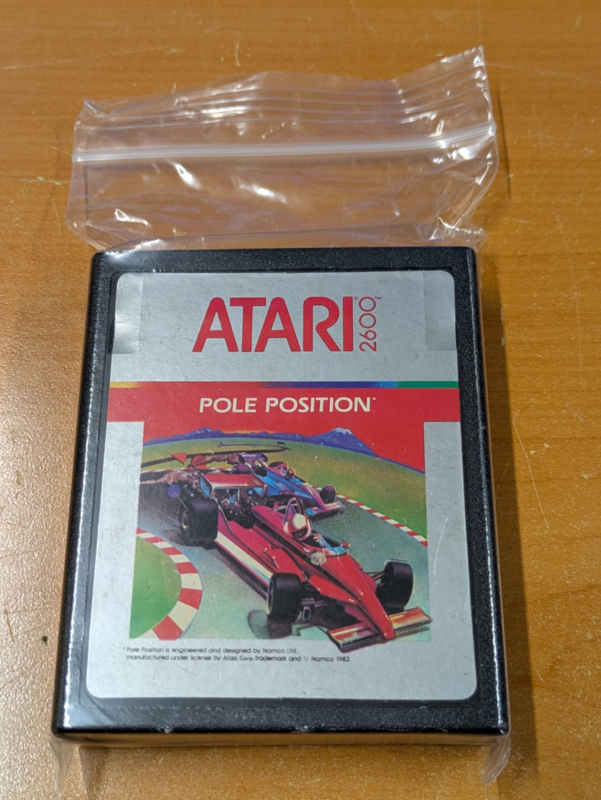 ATARI® 2600™
POLE POSITION*
* Pole Position is engineered and designed by Namco Ltd.,
manufactured under license by Atari, Corp. Trademark and © Namco 1982.